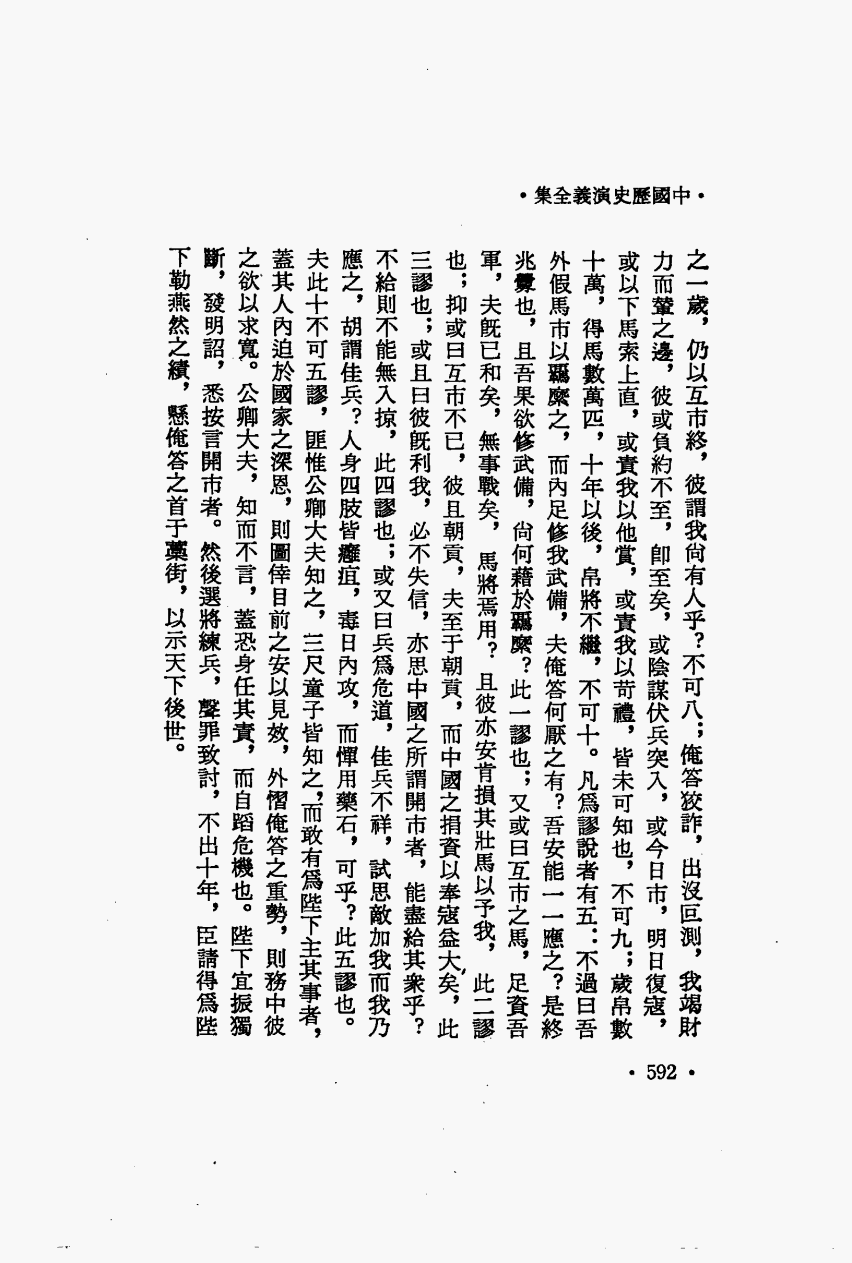 •中國歷史演義全集•
之一歲，仍以互市終，彼謂我尙有人乎？不可八；俺答狡詐，出沒叵測，我竭財
力而輦之邊，彼或負約不至，卽至矣，或陰謀伏兵突入，或今日市，明日復寇，
或以下馬索上直，或責我以他賞，或責我以苛禮，皆未可知也，不可九；歲帛數
十萬，得馬數萬匹，十年以後，帛將不繼，不可十。凡爲謬說者有五：不過曰吾
外假馬市以羈縻之，而內足修我武備，夫俺答何厭之有？吾安能一一應之？是終
兆釁也，且吾果欲修武備，尙何藉於羈縻？此一謬也；又或曰互市之馬，足資吾
軍，夫旣已和矣，無事戰矣，馬將焉用？且彼亦安肯損其壯馬以予我，此二謬
也；抑或曰互市不已，彼且朝貢，夫至于朝貢，而中國之捐資以奉寇益大矣，此
三謬也；或且曰彼旣利我，必不失信，亦思中國之所謂開市者，能盡給其衆乎？
不給則不能無入掠，此四謬也；或又曰兵爲危道，佳兵不祥，試思敵加我而我乃
應之，胡謂佳兵？人身四肢皆癰疽，毒日內攻，而憚用藥石，可乎？此五謬也。
夫此十不可五謬，匪惟公卿大夫知之，三尺童子皆知之，而敢有爲陛下主其事者，
蓋其人內迫於國家之深恩，則圖倖目前之安以見效，外慴俺答之重勢，則務中彼
之欲以求寬。公卿大夫，知而不言，蓋恐身任其責，而自蹈危機也。陛下宜振獨
斷，發明詔，悉按言開市者。然後選將練兵，聲罪致討，不出十年，臣請得爲陛
下勒燕然之績，懸俺答之首于藁街，以示天下後世。
•592•